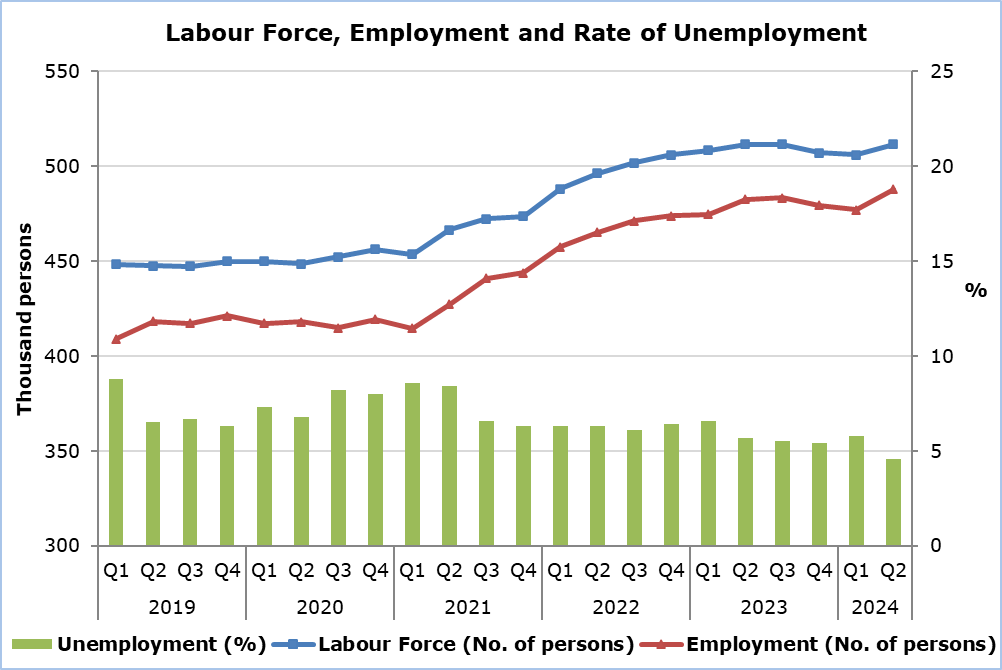 Labour Force, Employment and Rate of Unemployment
550
500
450
400
350
300
Thousand persons
25
20
15
10
5
0
%
Q1 Q2 Q3 Q4 Q1 Q2 Q3 Q4 Q1 Q2 Q3 Q4 Q1 Q2 Q3 Q4 Q1 Q2 Q3 Q4 Q1 Q2
2019 2020 2021 2022 2023 2024
Unemployment (%) Labour Force (No. of persons) Employment (No. of persons)